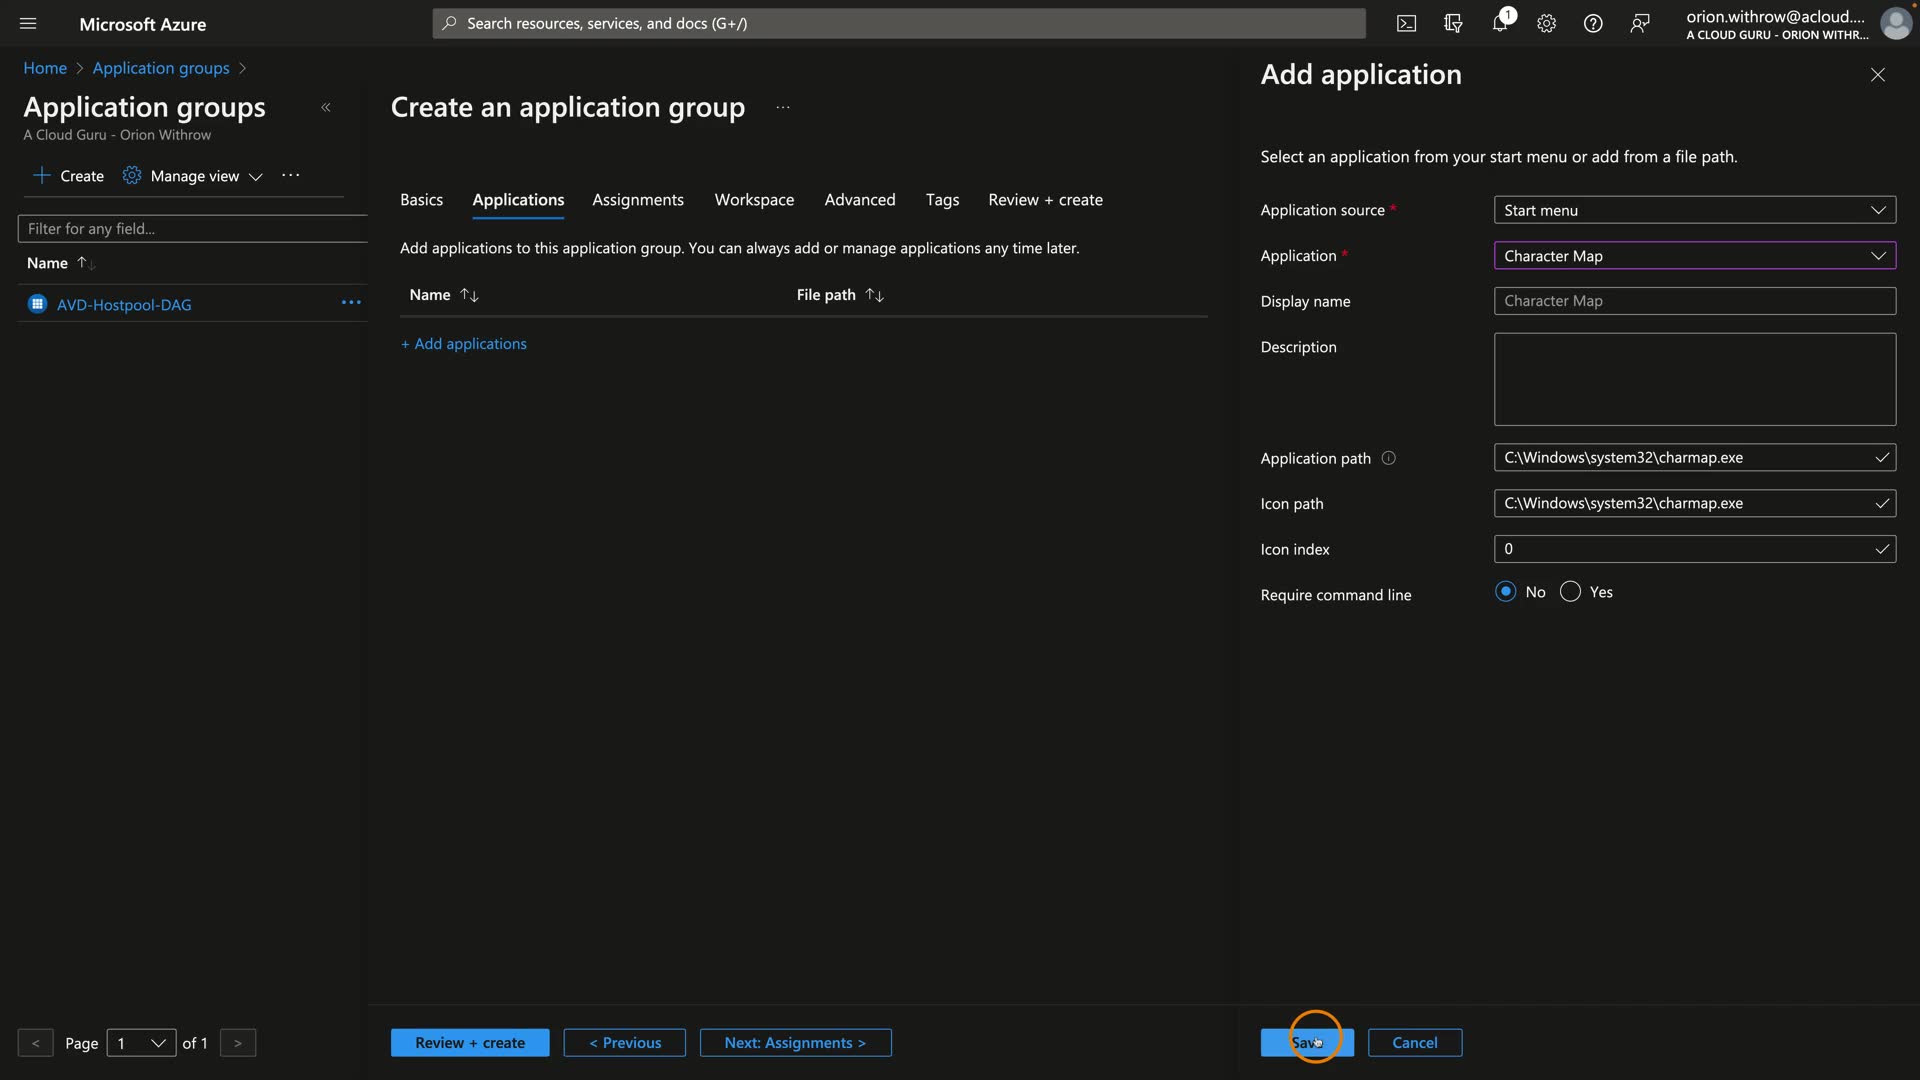 Microsoft Azure
Search resources, services, and docs (G+/)
1
orion.withrow@acloud....
A CLOUD GURU - ORION WITHR...
Home > Application groups >
Application groups
«
A Cloud Guru - Orion Withrow
+ Create
Manage view
...
Filter for any field...
Name ↑↓
AVD-Hostpool-DAG
...
< Page 1 of 1 >
Create an application group
...
Basics
Applications
Assignments
Workspace
Advanced
Tags
Review + create
Add applications to this application group. You can always add or manage applications any time later.
Name ↑↓
File path ↑↓
+ Add applications
Review + create
< Previous
Next: Assignments >
Add application
Select an application from your start menu or add from a file path.
Application source *
Start menu
Application *
Character Map
Display name
Character Map
Description
Application path
C:\Windows\system32\charmap.exe
Icon path
C:\Windows\system32\charmap.exe
Icon index
0
Require command line
No
Yes
Save
Cancel